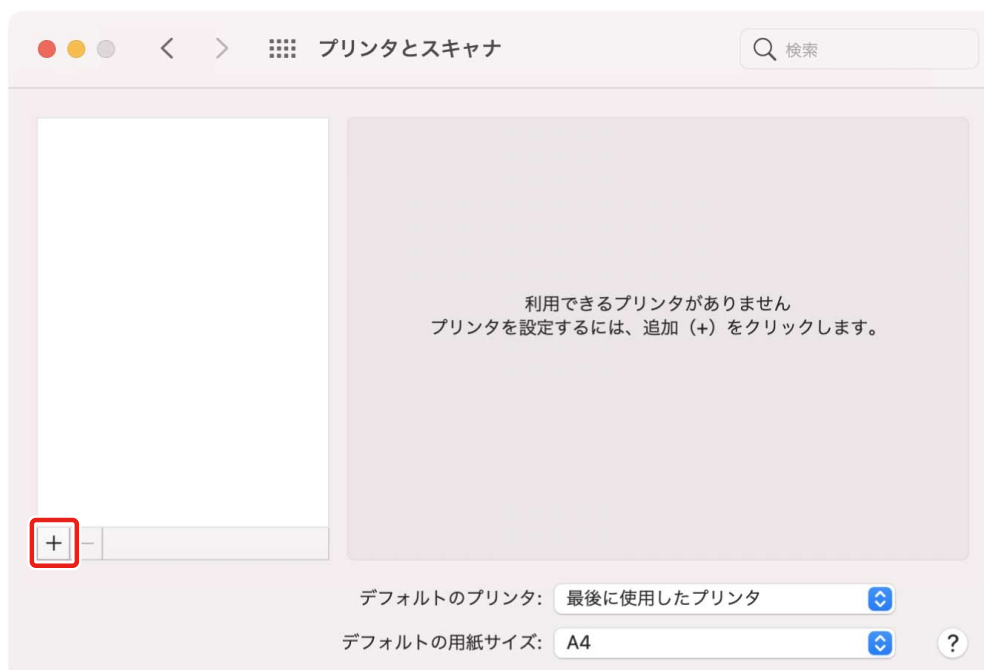 プリンタとスキャナ
検索
利用できるプリンタがありません
プリンタを設定するには、追加（+）をクリックします。
+ −
デフォルトのプリンタ: 最後に使用したプリンタ
デフォルトの用紙サイズ: A4
?